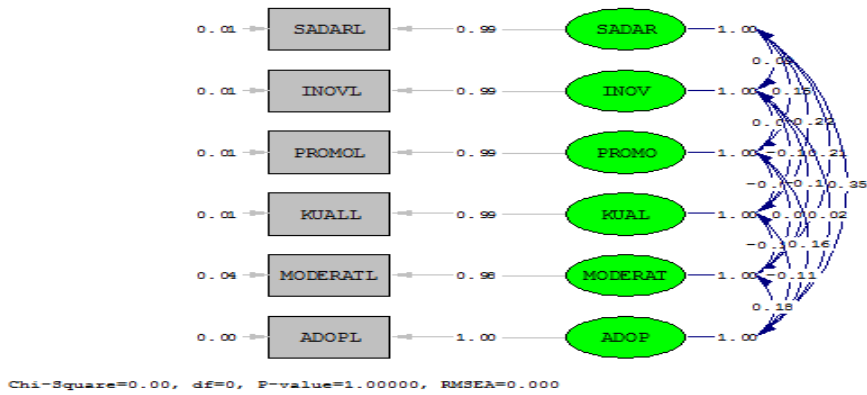 0.01 SADARL 0.99 SADAR 1.00
0.09
0.01 INOVL 0.99 INOV 1.00 0.15
0.22
0.01 PROMOL 0.99 PROMO 1.00 0.21
0.35
0.01 KUALL 0.99 KUAL 1.00 0.02
0.16
0.04 MODERATL 0.98 MODERAT 1.00 -0.11
0.18
0.00 ADOPL 1.00 ADOP 1.00
Chi-Square=0.00, df=0, P-value=1.00000, RMSEA=0.000